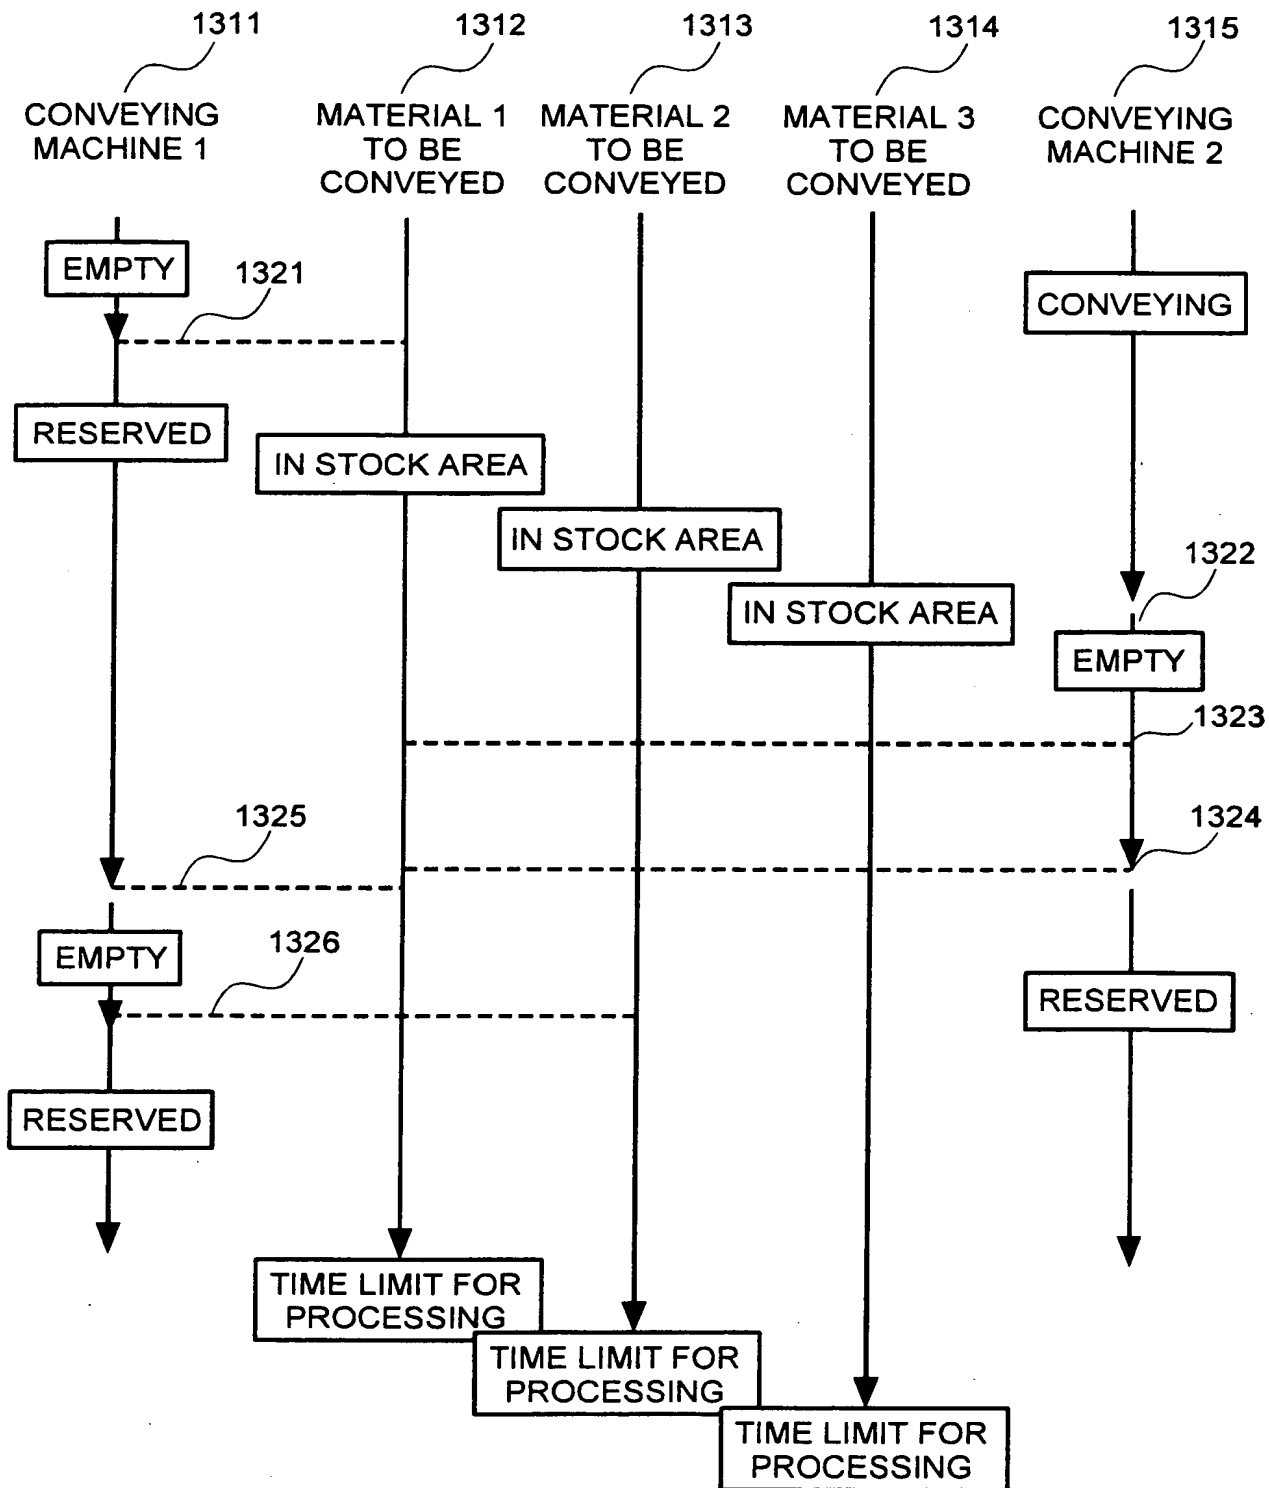 1311
1312
1313
1314
1315
CONVEYING
MACHINE 1
MATERIAL 1
TO BE
CONVEYED
MATERIAL 2
TO BE
CONVEYED
MATERIAL 3
TO BE
CONVEYED
CONVEYING
MACHINE 2
EMPTY
1321
CONVEYING
RESERVED
IN STOCK AREA
IN STOCK AREA
1322
IN STOCK AREA
EMPTY
1323
1325
1324
EMPTY
1326
RESERVED
RESERVED
TIME LIMIT FOR
PROCESSING
TIME LIMIT FOR
PROCESSING
TIME LIMIT FOR
PROCESSING